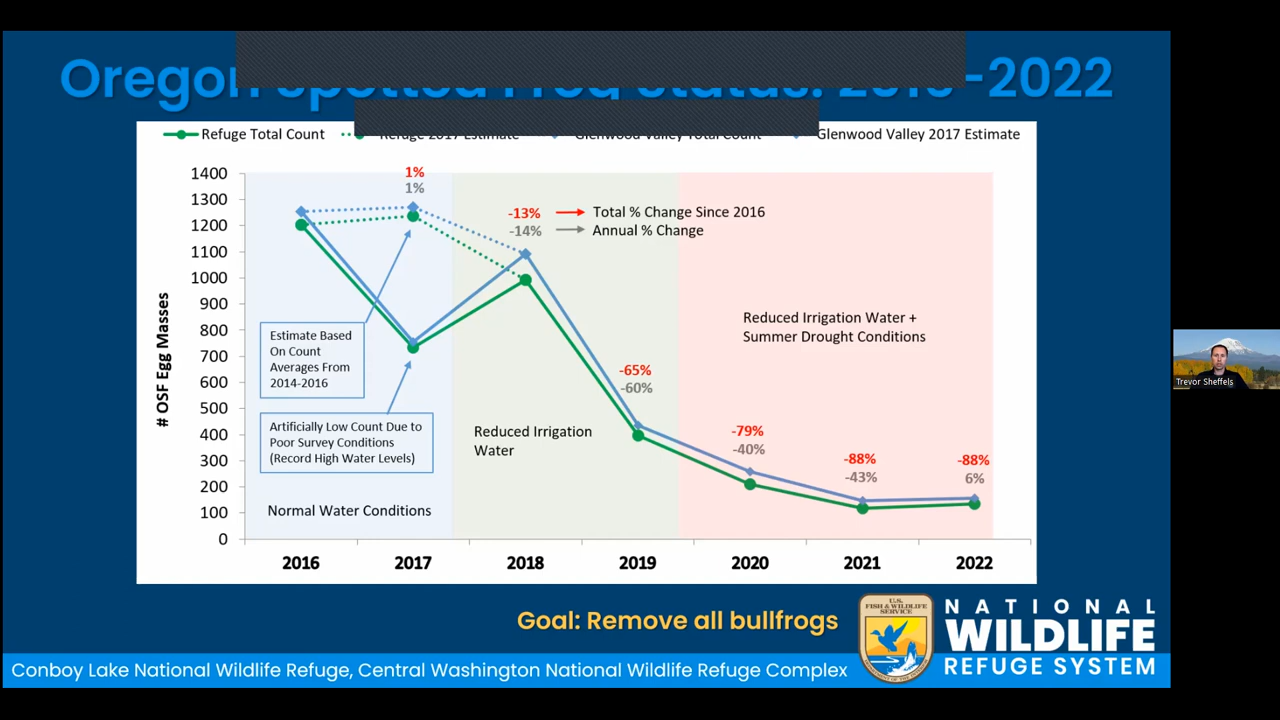 Oregon Spotted Frog Status: 2016-2022
Refuge Total Count
Refuge 2017 Estimate
Glenwood Valley Total Count
Glenwood Valley 2017 Estimate
1400
1300
1200
1100
1000
900
800
700
600
500
400
300
200
100
0
# OSF Egg Masses
1%
1%
-13%
-14%
Total % Change Since 2016
Annual % Change
Estimate Based
On Count
Averages From
2014-2016
Artificially Low Count Due to
Poor Survey Conditions
(Record High Water Levels)
Normal Water Conditions
Reduced Irrigation
Water
-65%
-60%
Reduced Irrigation Water +
Summer Drought Conditions
-79%
-40%
-88%
-43%
-88%
6%
2016
2017
2018
2019
2020
2021
2022
Goal: Remove all bullfrogs
U.S.
FISH & WILDLIFE
SERVICE
NATIONAL
WILDLIFE
REFUGE SYSTEM
Conboy Lake National Wildlife Refuge, Central Washington National Wildlife Refuge Complex
Trevor Sheffels